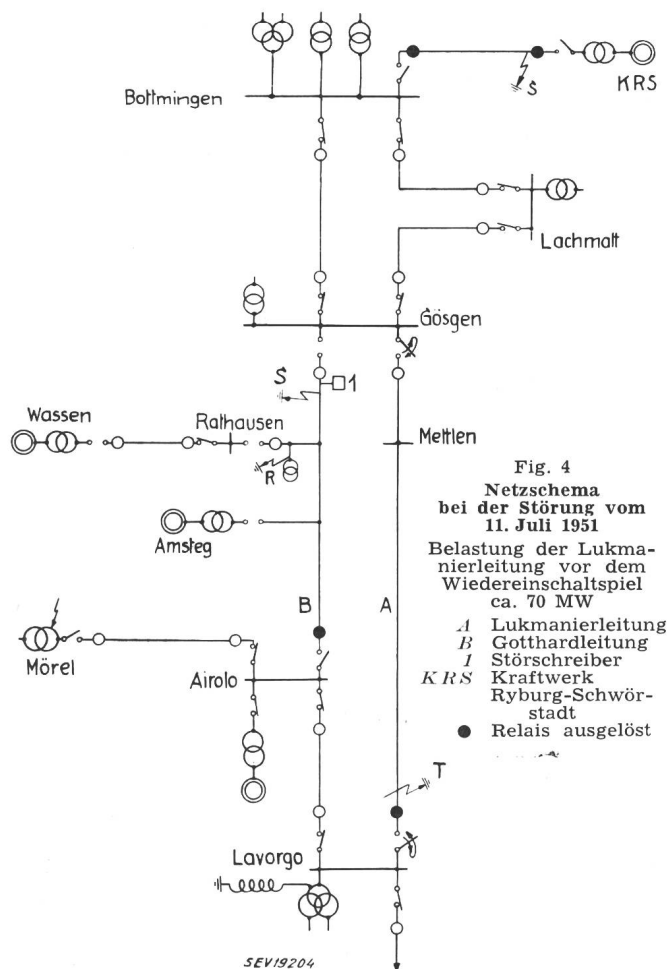 Bottmingen
S
KRS
Lachmatt
Gösgen
S
1
Wassen
Rathausen
Mettlen
R
Amsteg
B
A
Mörel
Airolo
T
Lavorgo
SEV19204
Fig. 4
Netzschema
bei der Störung vom
11. Juli 1951
Belastung der Lukma-
nierleitung vor dem
Wiedereinschaltspiel
ca. 70 MW
A Lukmanierleitung
B Gotthardleitung
1 Störschreiber
KRS Kraftwerk
Ryburg-Schwör-
stadt
● Relais ausgelöst